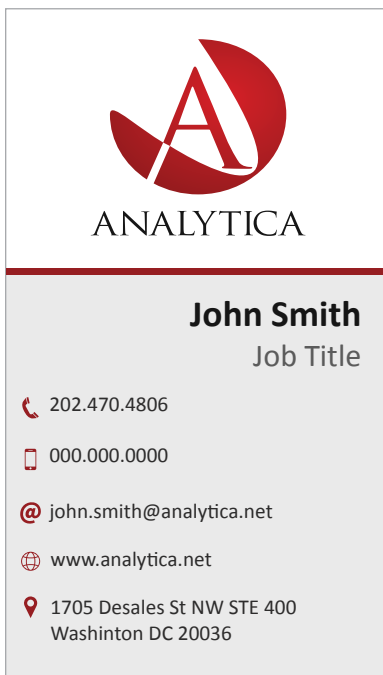 A
ANALYTICA
John Smith
Job Title
202.470.4806
000.000.0000
@ john.smith@analytica.net
www.analytica.net
1705 Desales St NW STE 400
Washinton DC 20036